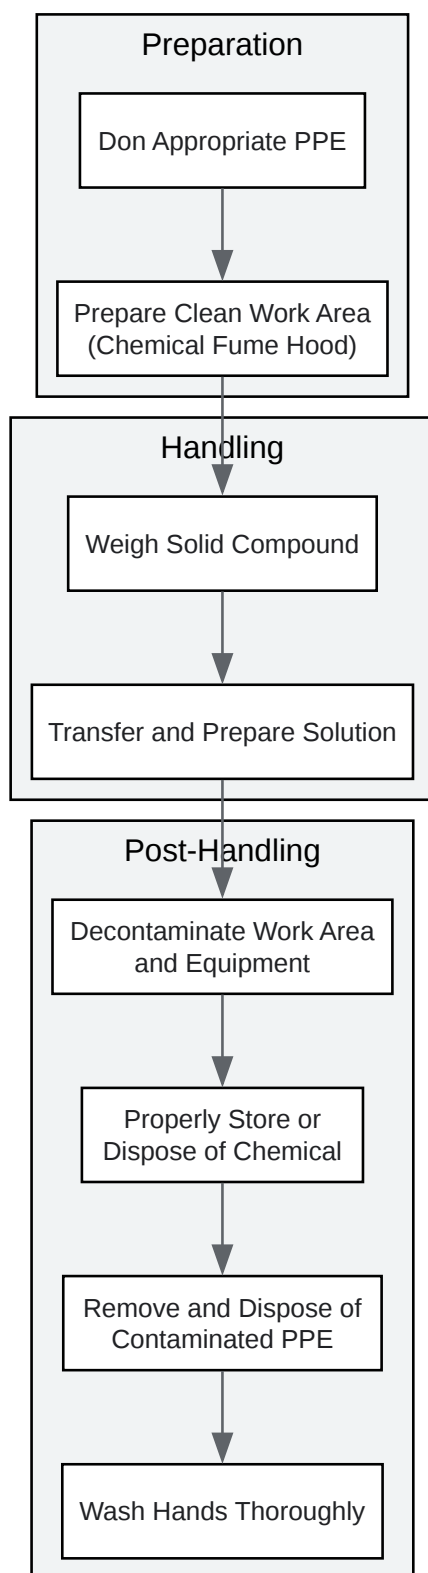 Preparation
Don Appropriate PPE
Prepare Clean Work Area
(Chemical Fume Hood)
Handling
Weigh Solid Compound
Transfer and Prepare Solution
Post-Handling
Decontaminate Work Area
and Equipment
Properly Store or
Dispose of Chemical
Remove and Dispose of
Contaminated PPE
Wash Hands Thoroughly